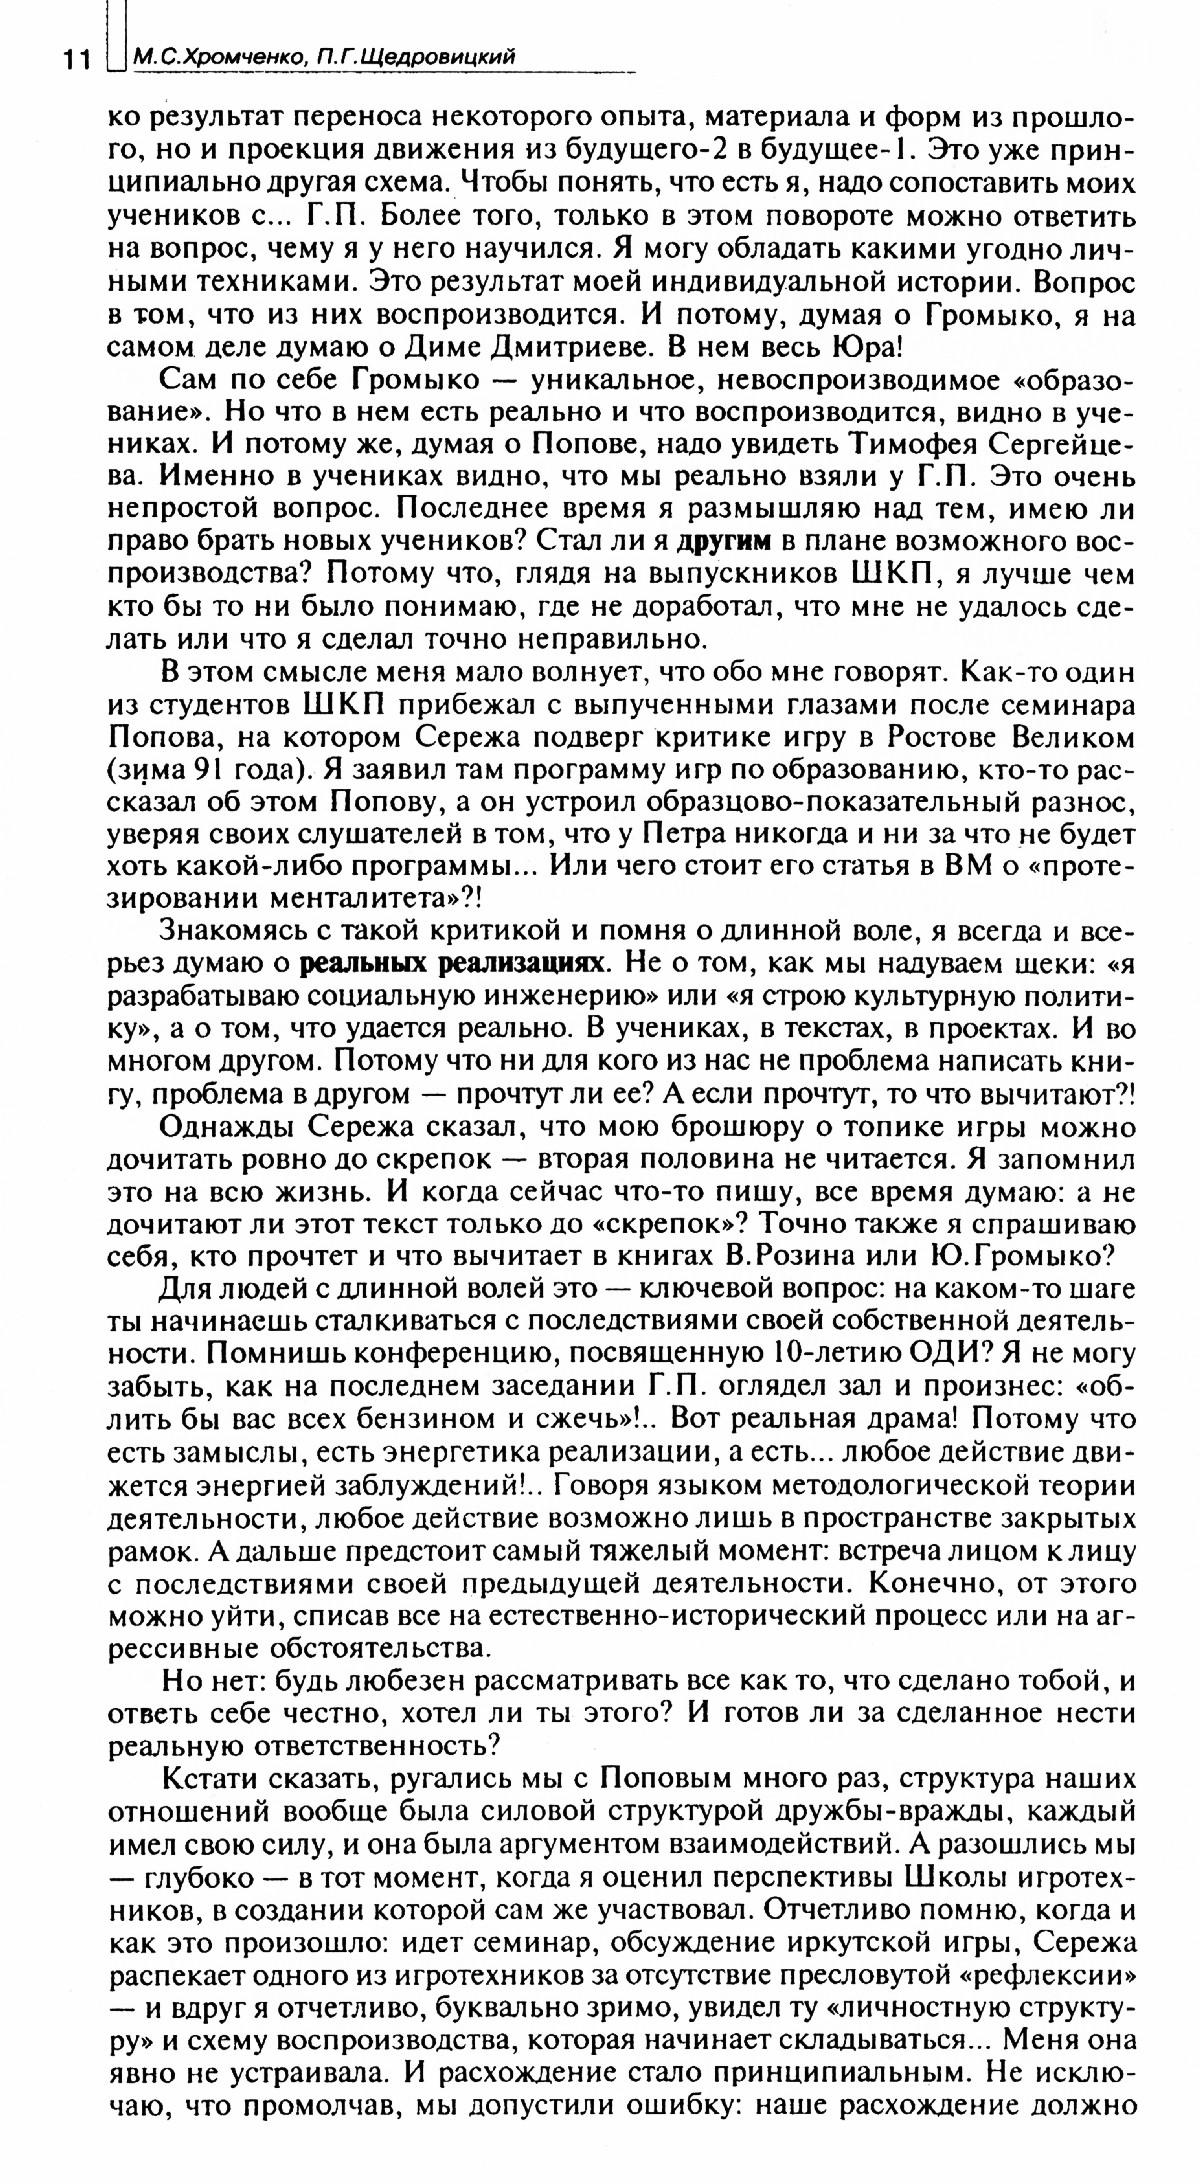 11 М.С.Хромченко, П.Г.Щедровицкий
ко результат переноса некоторого опыта, материала и форм из прошло-
го, но и проекция движения из будущего-2 в будущее-1. Это уже прин-
ципиально другая схема. Чтобы понять, что есть я, надо сопоставить моих
учеников с... Г.П. Более того, только в этом повороте можно ответить
на вопрос, чему я у него научился. Я могу обладать какими угодно лич-
ными техниками. Это результат моей индивидуальной истории. Вопрос
в том, что из них воспроизводится. И потому, думая о Громыко, я на
самом деле думаю о Диме Дмитриеве. В нем весь Юра!
Сам по себе Громыко — уникальное, невоспроизводимое «образо-
вание». Но что в нем есть реально и что воспроизводится, видно в уче-
никах. И потому же, думая о Попове, надо увидеть Тимофея Сергейце-
ва. Именно в учениках видно, что мы реально взяли у Г.П. Это очень
непростой вопрос. Последнее время я размышляю над тем, имею ли
право брать новых учеников? Стал ли я другим в плане возможного вос-
производства? Потому что, глядя на выпускников ШКП, я лучше чем
кто бы то ни было понимаю, где не доработал, что мне не удалось сде-
лать или что я сделал точно неправильно.
В этом смысле меня мало волнует, что обо мне говорят. Как-то один
из студентов ШКП прибежал с выпученными глазами после семинара
Попова, на котором Сережа подверг критике игру в Ростове Великом
(зима 91 года). Я заявил там программу игр по образованию, кто-то рас-
сказал об этом Попову, а он устроил образцово-показательный разнос,
уверяя своих слушателей в том, что у Петра никогда и ни за что не будет
хоть какой-либо программы... Или чего стоит его статья в ВМ о «проте-
зировании менталитета»?!
Знакомясь с такой критикой и помня о длинной воле, я всегда и все-
рьез думаю о реальных реализациях. Не о том, как мы надуваем щеки: «я
разрабатываю социальную инженерию» или «я строю культурную полити-
ку», а о том, что удается реально. В учениках, в текстах, в проектах. И во
многом другом. Потому что ни для кого из нас не проблема написать кни-
гу, проблема в другом — прочтут ли ее? А если прочтут, то что вычитают?!
Однажды Сережа сказал, что мою брошюру о топике игры можно
дочитать ровно до скрепок — вторая половина не читается. Я запомнил
это на всю жизнь. И когда сейчас что-то пишу, все время думаю: а не
дочитают ли этот текст только до «скрепок»? Точно также я спрашиваю
себя, кто прочтет и что вычитает в книгах В.Розина или Ю.Громыко?
Для людей с длинной волей это — ключевой вопрос: на каком-то шаге
ты начинаешь сталкиваться с последствиями своей собственной деятель-
ности. Помнишь конференцию, посвященную 10-летию ОДИ? Я не могу
забыть, как на последнем заседании Г.П. оглядел зал и произнес: «об-
лить бы вас всех бензином и сжечь»!.. Вот реальная драма! Потому что
есть замыслы, есть энергетика реализации, а есть... любое действие дви-
жется энергией заблуждений!.. Говоря языком методологической теории
деятельности, любое действие возможно лишь в пространстве закрытых
рамок. А дальше предстоит самый тяжелый момент: встреча лицом к лицу
с последствиями своей предыдущей деятельности. Конечно, от этого
можно уйти, списав все на естественно-исторический процесс или на аг-
рессивные обстоятельства.
Но нет: будь любезен рассматривать все как то, что сделано тобой, и
ответь себе честно, хотел ли ты этого? И готов ли за сделанное нести
реальную ответственность?
Кстати сказать, ругались мы с Поповым много раз, структура наших
отношений вообще была силовой структурой дружбы-вражды, каждый
имел свою силу, и она была аргументом взаимодействий. А разошлись мы
— глубоко — в тот момент, когда я оценил перспективы Школы игротех-
ников, в создании которой сам же участвовал. Отчетливо помню, когда и
как это произошло: идет семинар, обсуждение иркутской игры, Сережа
распекает одного из игротехников за отсутствие пресловутой «рефлексии»
— и вдруг я отчетливо, буквально зримо, увидел ту «личностную структу-
ру» и схему воспроизводства, которая начинает складываться... Меня она
явно не устраивала. И расхождение стало принципиальным. Не исклю-
чаю, что промолчав, мы допустили ошибку: наше расхождение должно